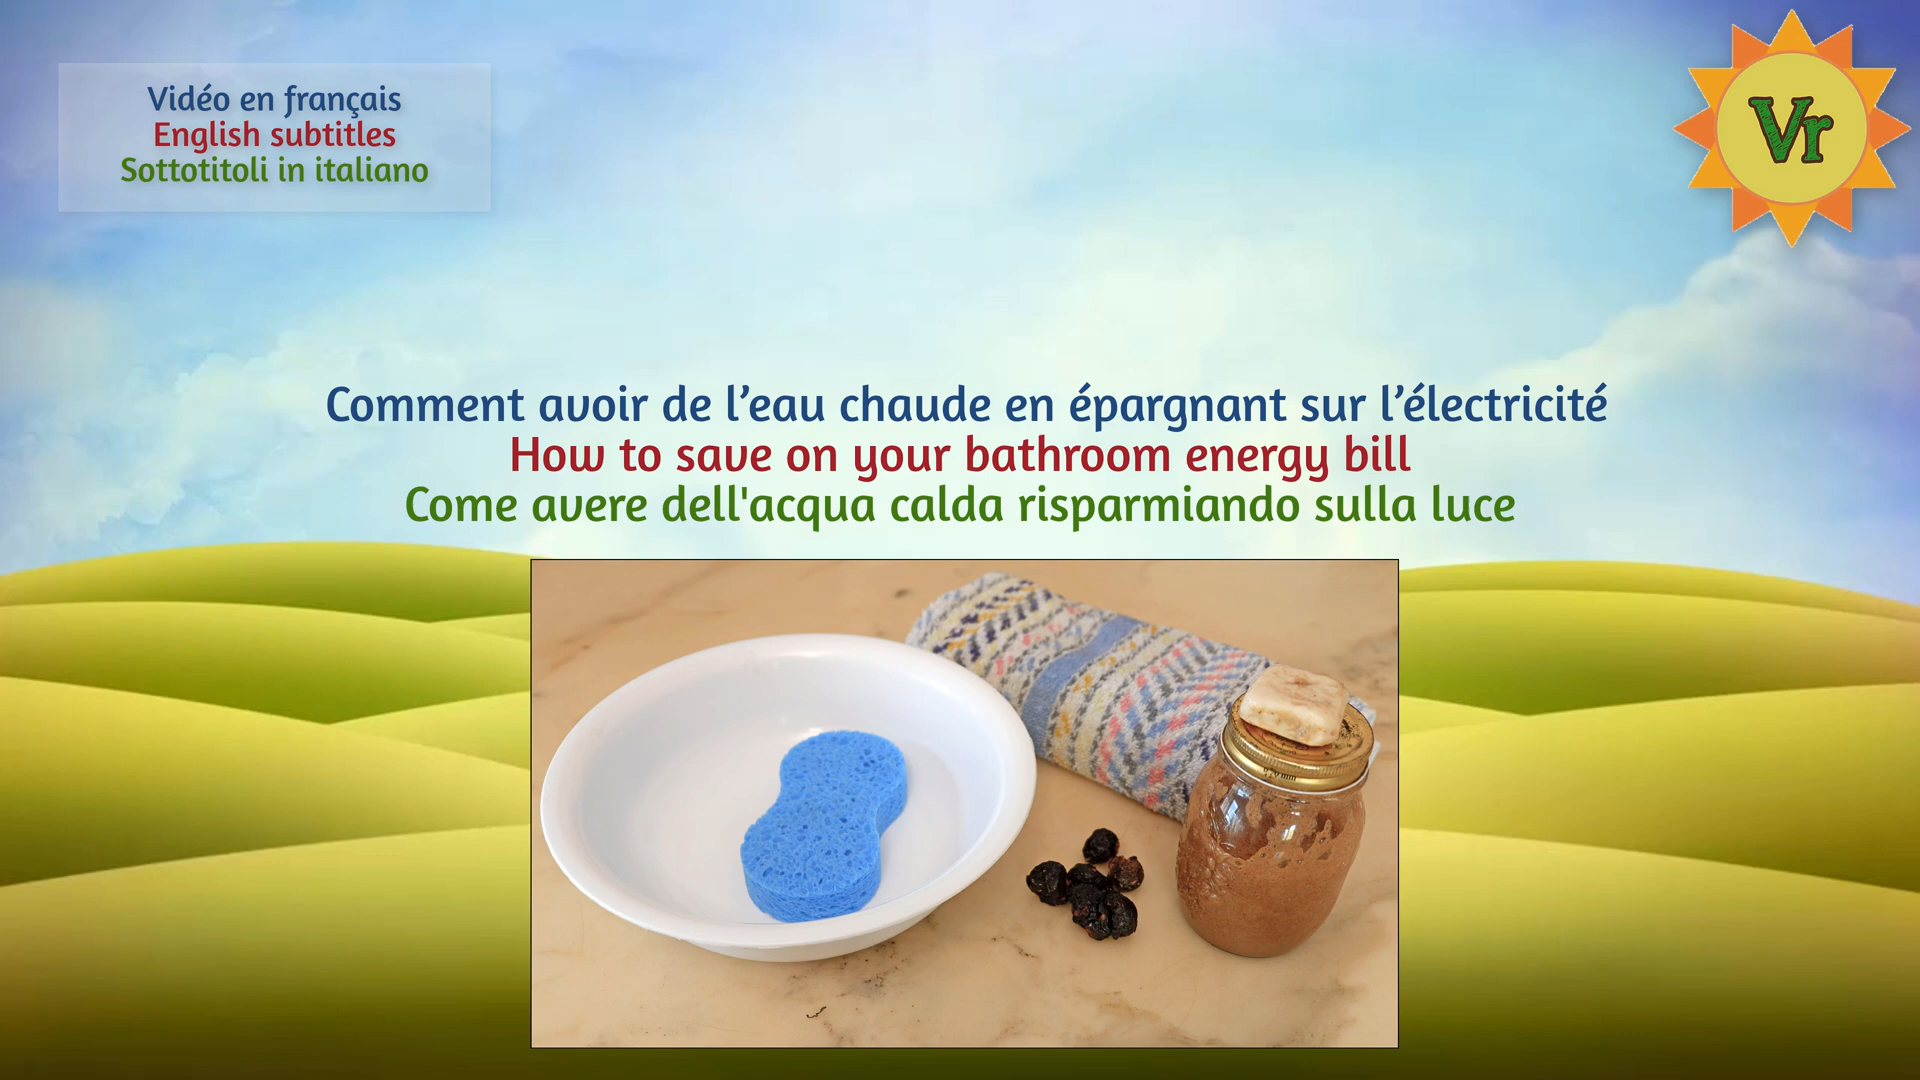 Vidéo en français
English subtitles
Sottotitoli in italiano
Vr
Comment avoir de l’eau chaude en épargnant sur l’électricité
How to save on your bathroom energy bill
Come avere dell'acqua calda risparmiando sulla luce